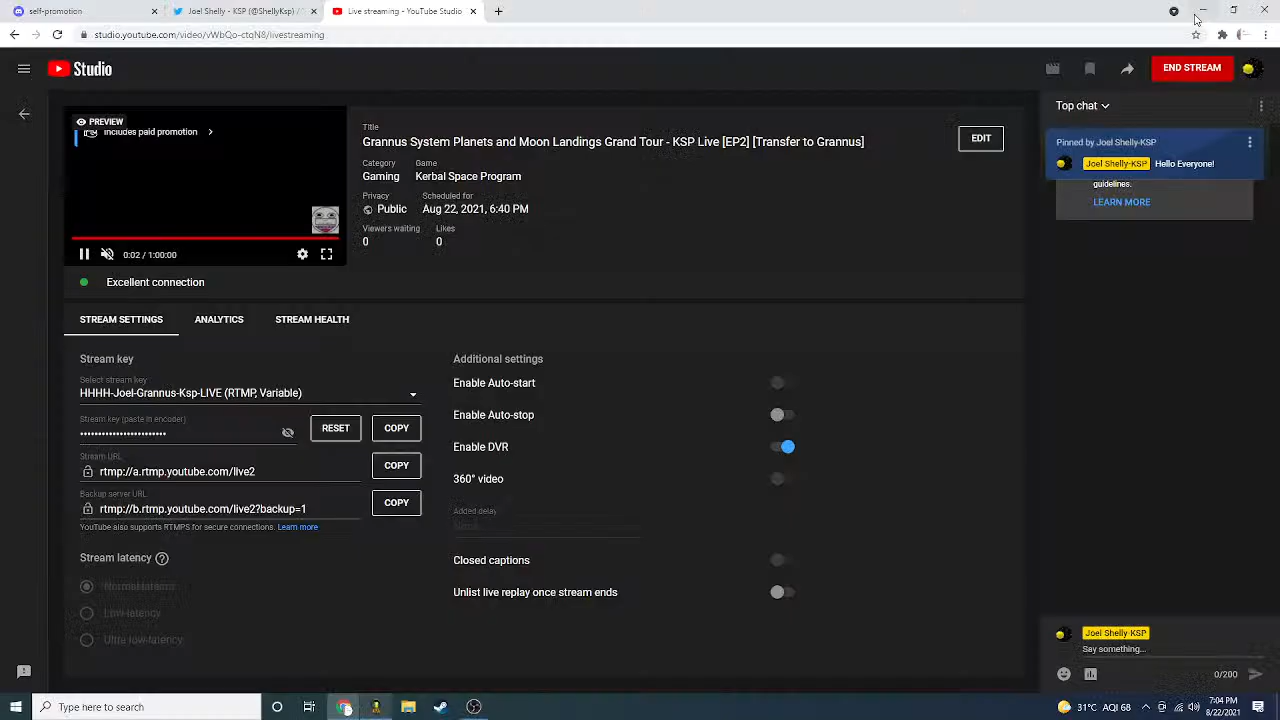 self-promotion
Joel Shelly - KSP (@ShellyKsp) /
Live streaming - YouTube Studio
studio.youtube.com/video/vWbQo-ctqN8/livestreaming
Studio
END STREAM
PREVIEW
Includes paid promotion
0:02 / 1:00:00
Title
Grannus System Planets and Moon Landings Grand Tour - KSP Live [EP2] [Transfer to Grannus]
EDIT
Category Game
Gaming Kerbal Space Program
Privacy Scheduled for
Public Aug 22, 2021, 6:40 PM
Viewers waiting Likes
0 0
Excellent connection
STREAM SETTINGS ANALYTICS STREAM HEALTH
Stream key
Select stream key
HHHH-Joel-Grannus-Ksp-LIVE (RTMP, Variable)
Stream key (paste in encoder)
RESET COPY
Stream URL
rtmp://a.rtmp.youtube.com/live2
COPY
Backup server URL
rtmp://b.rtmp.youtube.com/live2?backup=1
COPY
YouTube also supports RTMPS for secure connections. Learn more
Stream latency
Normal latency
Low-latency
Ultra low-latency
Additional settings
Enable Auto-start
Enable Auto-stop
Enable DVR
360° video
Added delay
None
Closed captions
Unlist live replay once stream ends
Top chat
Pinned by Joel Shelly-KSP
Joel Shelly-KSP Hello Everyone!
guidelines.
LEARN MORE
Joel Shelly-KSP
Say something...
0/200
Type here to search
31°C AQI 68
7:04 PM
8/22/2021